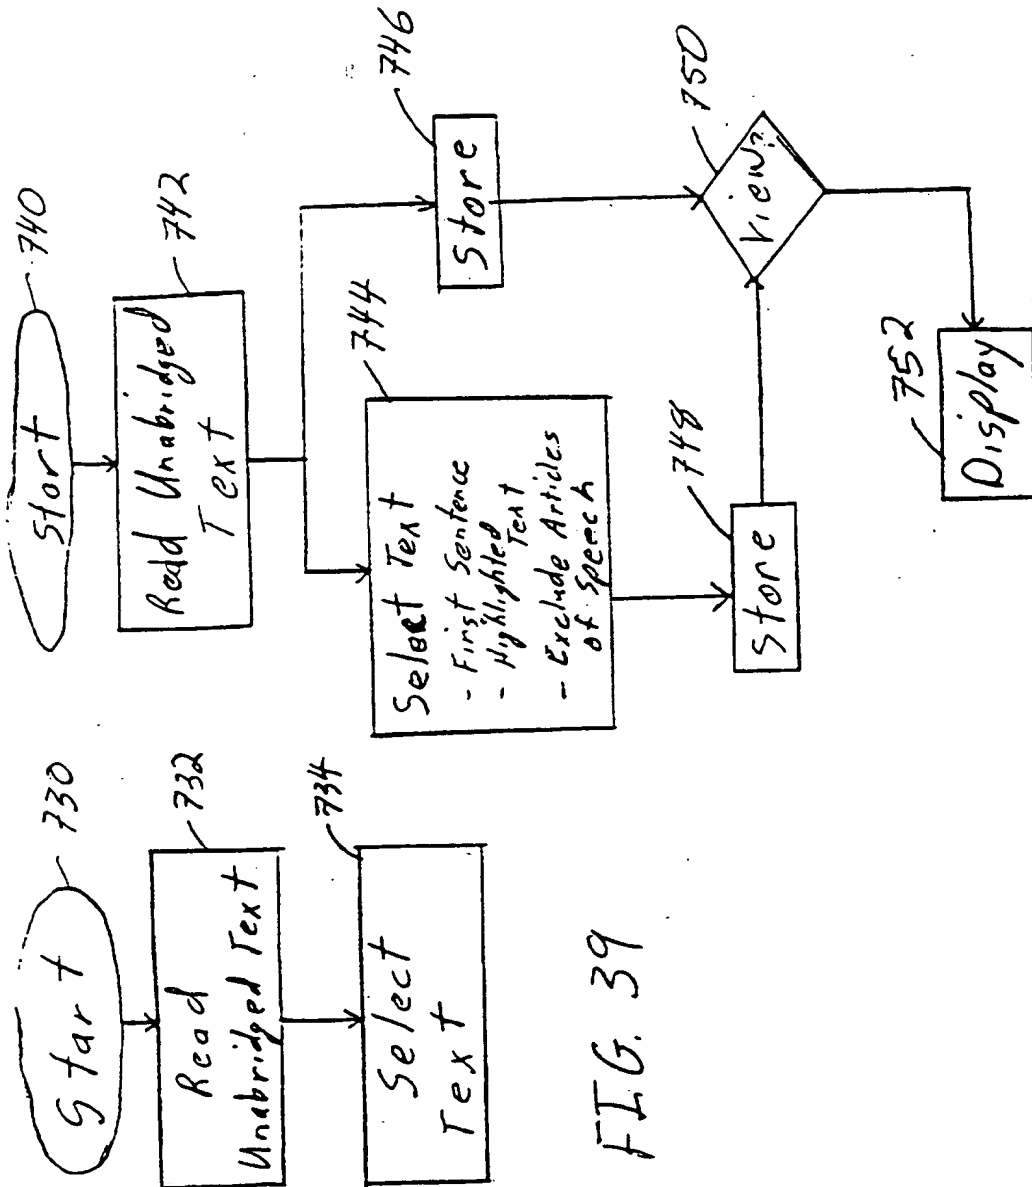 Start
730
Read
Unabridged Text
732
Select
Text
734
FIG. 39
Start
740
Read Unabridged
Text
742
Select Text
- First Sentence
- Highlighted
Text
- Exclude Articles
of Speech
744
Store
746
Store
748
View?
750
Display
752